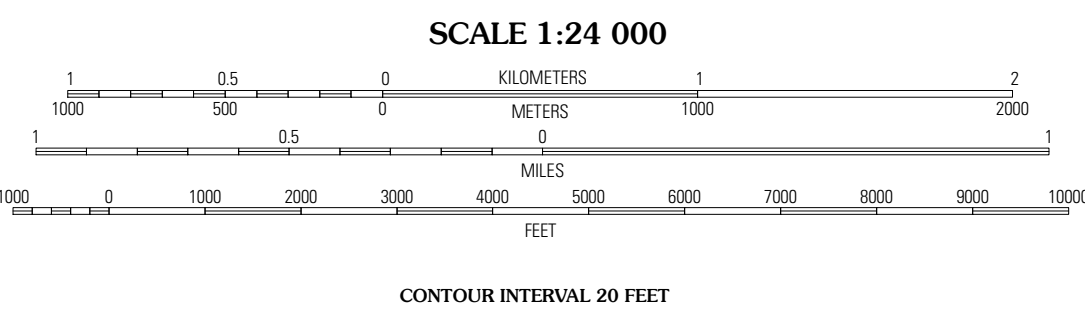 SCALE 1:24 000
1 0.5 0 KILOMETERS 1 2
1000 500 0 METERS 1000 2000
1 0.5 0 1
MILES
1000 0 1000 2000 3000 4000 5000 6000 7000 8000 9000 10000
FEET
CONTOUR INTERVAL 20 FEET